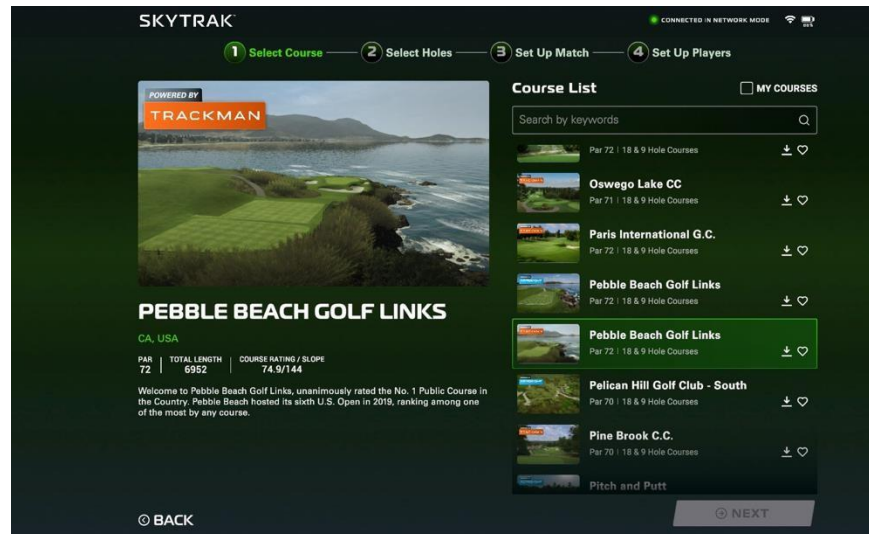 SKYTRAK
CONNECTED IN NETWORK MODE
1 Select Course
2 Select Holes
3 Set Up Match
4 Set Up Players
POWERED BY
TRACKMAN
PEBBLE BEACH GOLF LINKS
CA, USA
PAR
72
TOTAL LENGTH
6952
COURSE RATING / SLOPE
74.9/144
Welcome to Pebble Beach Golf Links, unanimously rated the No. 1 Public Course in
the Country. Pebble Beach hosted its sixth U.S. Open in 2019, ranking among one
of the most by any course.
BACK
Course List
MY COURSES
Search by keywords
Par 72 | 18 & 9 Hole Courses
Oswego Lake CC
Par 71 | 18 & 9 Hole Courses
Paris International G.C.
Par 72 | 18 & 9 Hole Courses
Pebble Beach Golf Links
Par 72 | 18 & 9 Hole Courses
Pebble Beach Golf Links
Par 72 | 18 & 9 Hole Courses
Pelican Hill Golf Club - South
Par 70 | 18 & 9 Hole Courses
Pine Brook C.C.
Par 70 | 18 & 9 Hole Courses
Pitch and Putt
NEXT